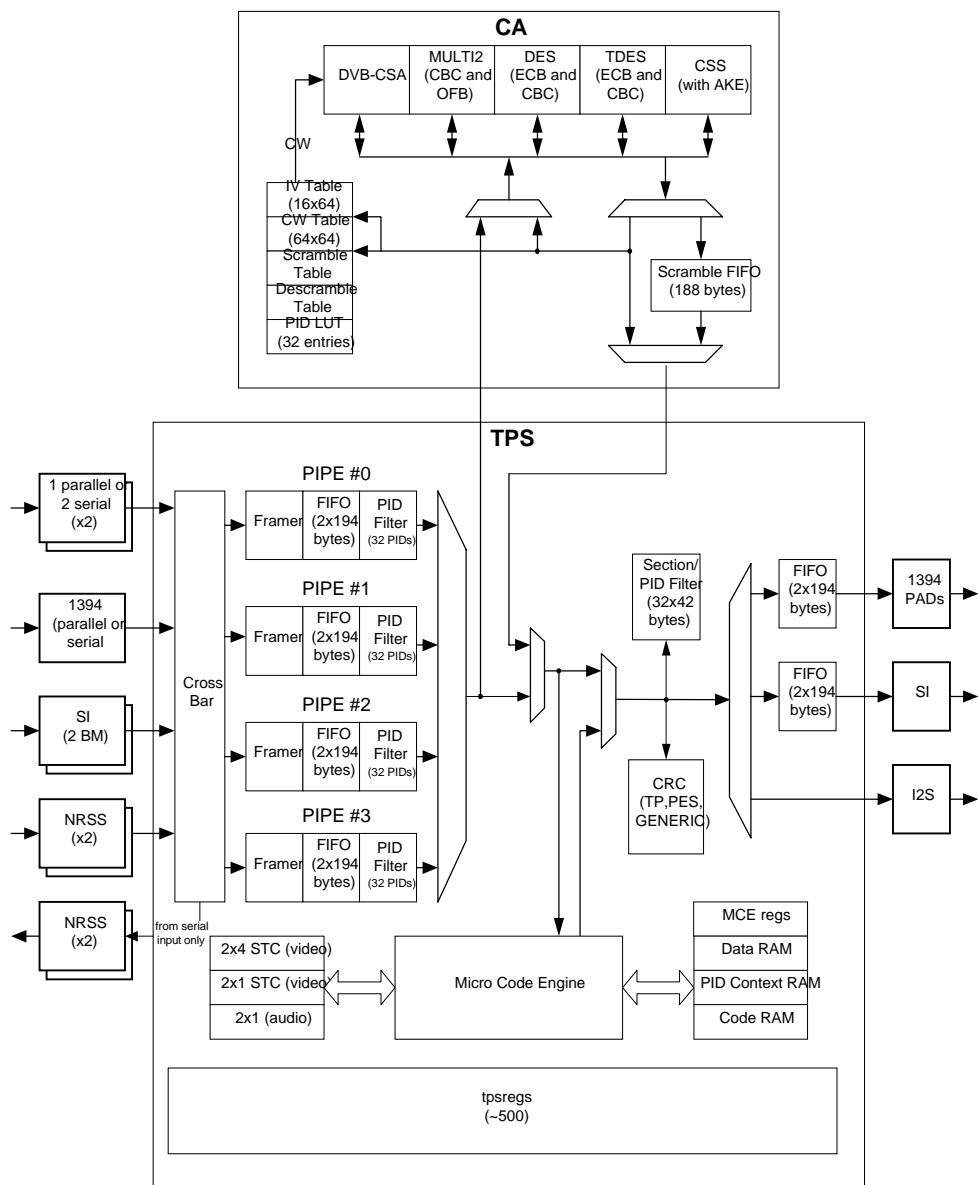 CA
DVB-CSA
MULTI2
(CBC and
OFB)
DES
(ECB and
CBC)
TDES
(ECB and
CBC)
CSS
(with AKE)
CW
IV Table
(16x64)
CW Table
(64x64)
Scramble
Table
Descramble
Table
PID LUT
(32 entries)
Scramble FIFO
(188 bytes)
TPS
1 parallel or
2 serial
(x2)
1394
(parallel or
serial
SI
(2 BM)
NRSS
(x2)
NRSS
(x2)
from serial
input only
Cross
Bar
PIPE #0
Framer
FIFO
(2x194
bytes)
PID
Filter
(32 PIDs)
PIPE #1
Framer
FIFO
(2x194
bytes)
PID
Filter
(32 PIDs)
PIPE #2
Framer
FIFO
(2x194
bytes)
PID
Filter
(32 PIDs)
PIPE #3
Framer
FIFO
(2x194
bytes)
PID
Filter
(32 PIDs)
Section/
PID Filter
(32x42
bytes)
CRC
(TP,PES,
GENERIC)
FIFO
(2x194
bytes)
1394
PADs
FIFO
(2x194
bytes)
SI
I2S
2x4 STC (video)
2x1 STC (video)
2x1 (audio)
Micro Code Engine
MCE regs
Data RAM
PID Context RAM
Code RAM
tpsregs
(~500)